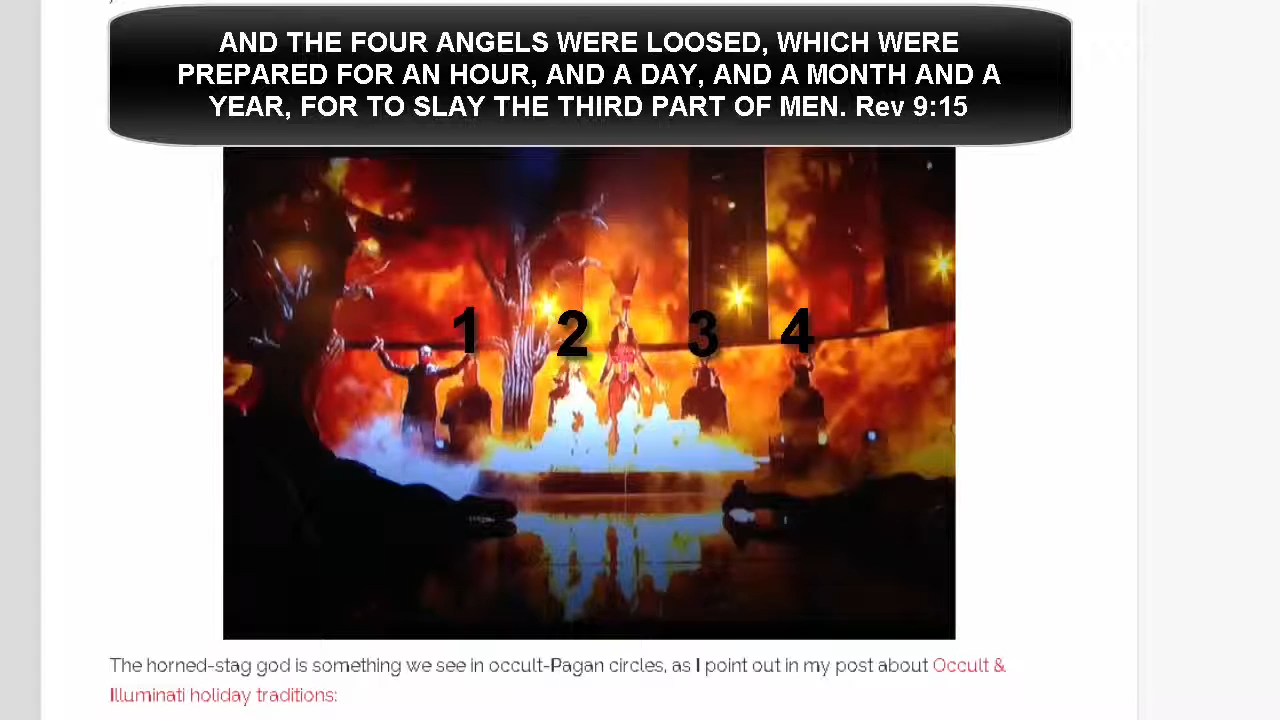 AND THE FOUR ANGELS WERE LOOSED, WHICH WERE
PREPARED FOR AN HOUR, AND A DAY, AND A MONTH AND A
YEAR, FOR TO SLAY THE THIRD PART OF MEN. Rev 9:15
1 2 3 4
The horned-stag god is something we see in occult-Pagan circles, as I point out in my post about Occult &
Illuminati holiday traditions: